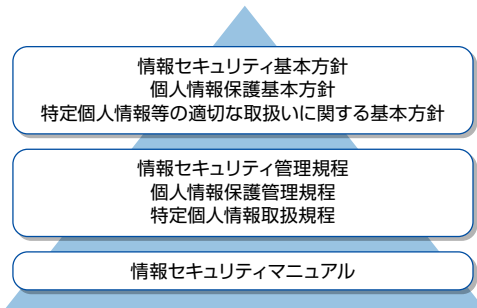 情報セキュリティ基本方針
個人情報保護基本方針
特定個人情報等の適切な取扱いに関する基本方針
情報セキュリティ管理規程
個人情報保護管理規程
特定個人情報取扱規程
情報セキュリティマニュアル